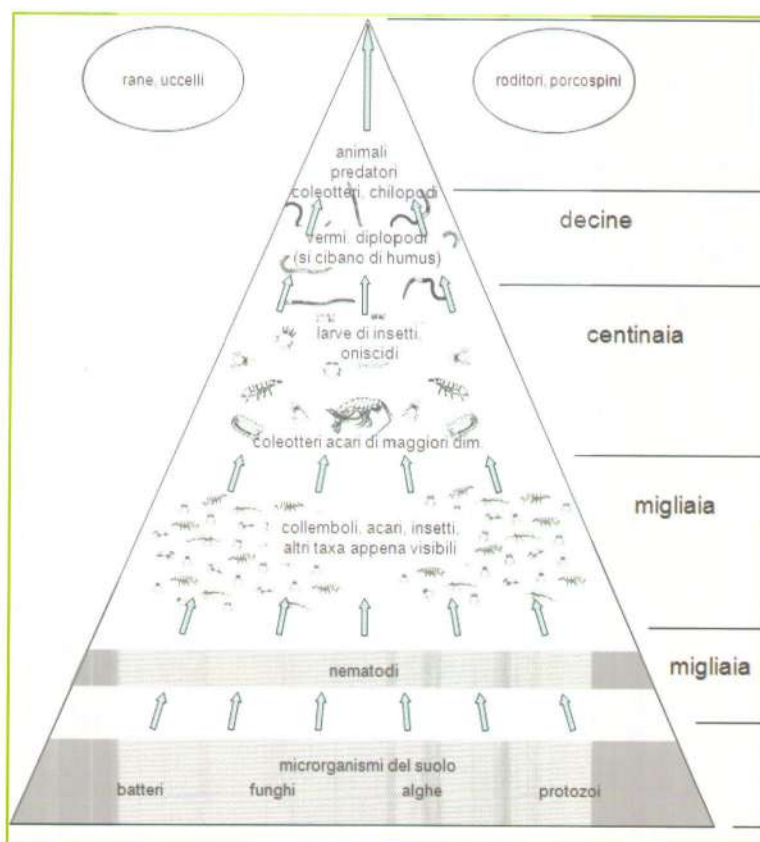 rane, uccelli
roditori, porcospini
animali
predatori
coleotteri, chilopodi
decine
vermi, diplopodi
(si cibano di humus)
centinaia
larve di insetti,
oniscidi
coleotteri acari di maggiori dim.
migliaia
collemboli, acari, insetti,
altri taxa appena visibili
nematodi
migliaia
microrganismi del suolo
batteri funghi alghe protozoi